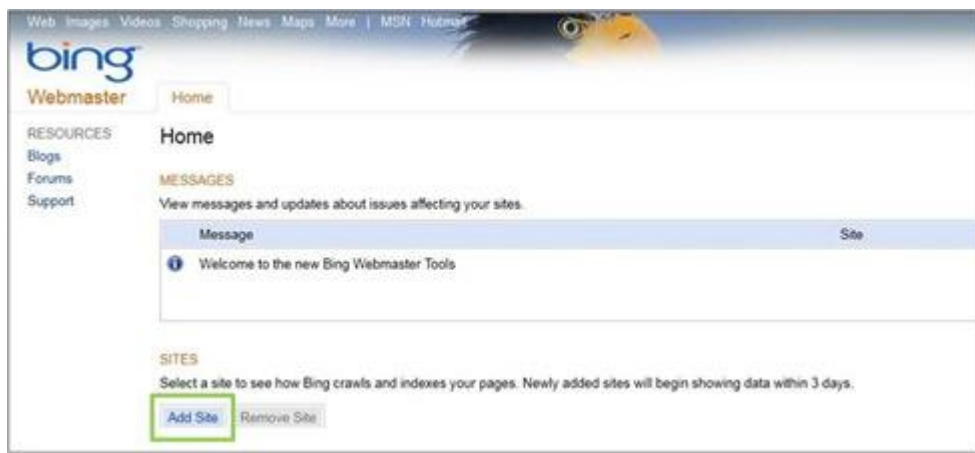 Web Images Videos Shopping News Maps More | MSN Hotmail
bing
Webmaster Home
RESOURCES
Blogs
Forums
Support
Home
MESSAGES
View messages and updates about issues affecting your sites.
Message Site
Welcome to the new Bing Webmaster Tools
SITES
Select a site to see how Bing crawls and indexes your pages. Newly added sites will begin showing data within 3 days.
Add Site Remove Site